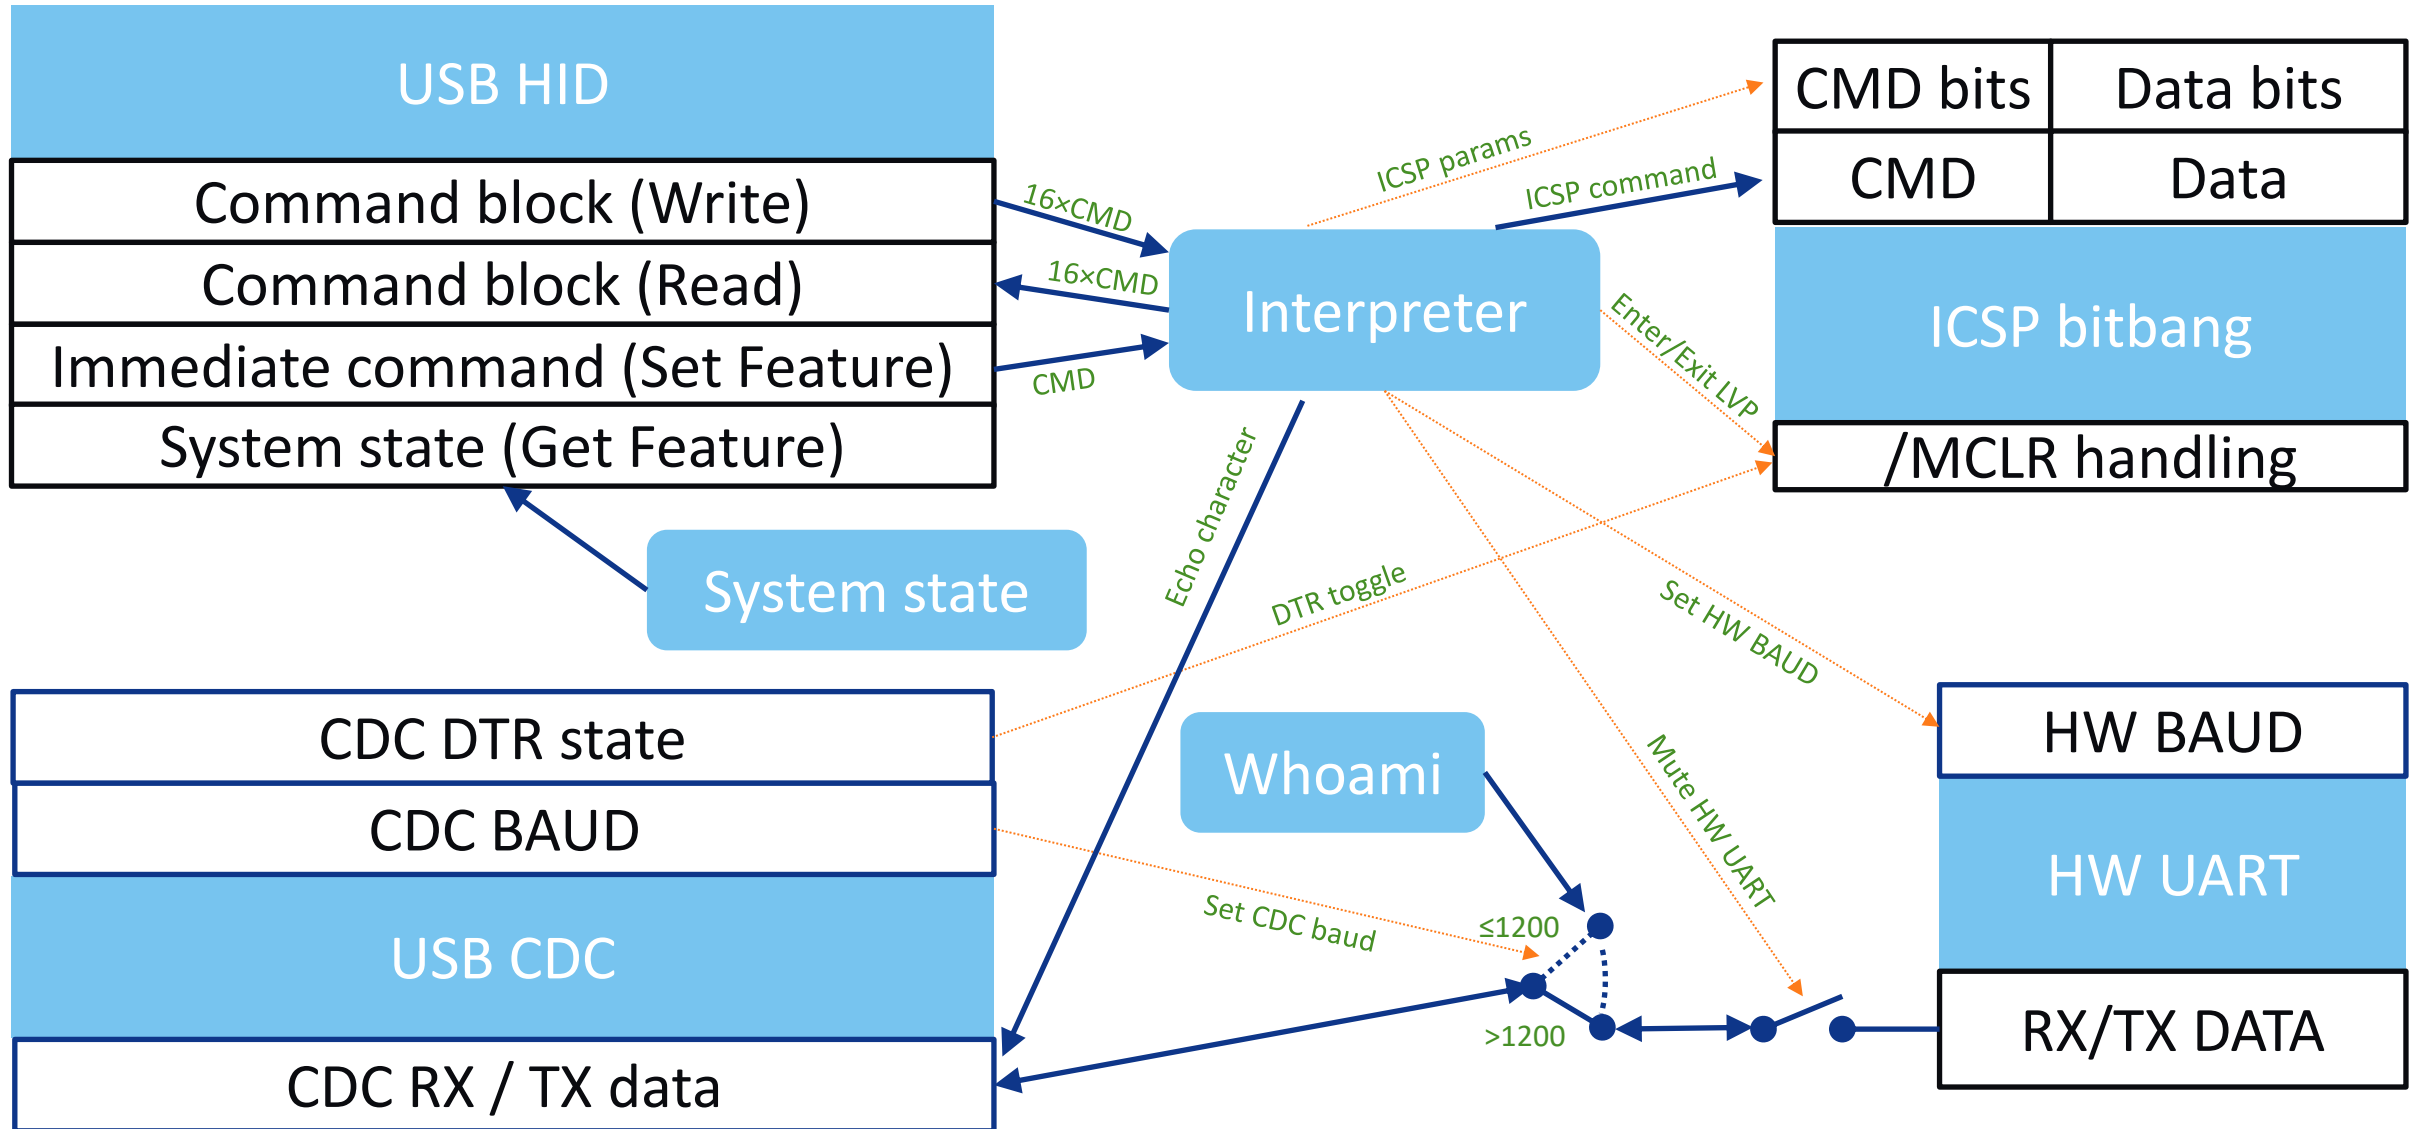 USB HID
Command block (Write)
Command block (Read)
Immediate command (Set Feature)
System state (Get Feature)
16×CMD
16×CMD
CMD
Interpreter
ICSP params
ICSP command
CMD bits
Data bits
CMD
Data
ICSP bitbang
/MCLR handling
Enter/Exit LVP
System state
Echo character
DTR toggle
Set HW BAUD
Mute HW UART
CDC DTR state
CDC BAUD
USB CDC
CDC RX / TX data
Whoami
Set CDC baud
≤1200
>1200
HW BAUD
HW UART
RX/TX DATA